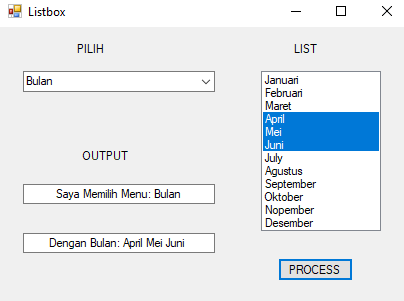 Listbox
PILIH
Bulan
OUTPUT
Saya Memilih Menu: Bulan
Dengan Bulan: April Mei Juni
LIST
Januari
Februari
Maret
April
Mei
Juni
July
Agustus
September
Oktober
Nopember
Desember
PROCESS